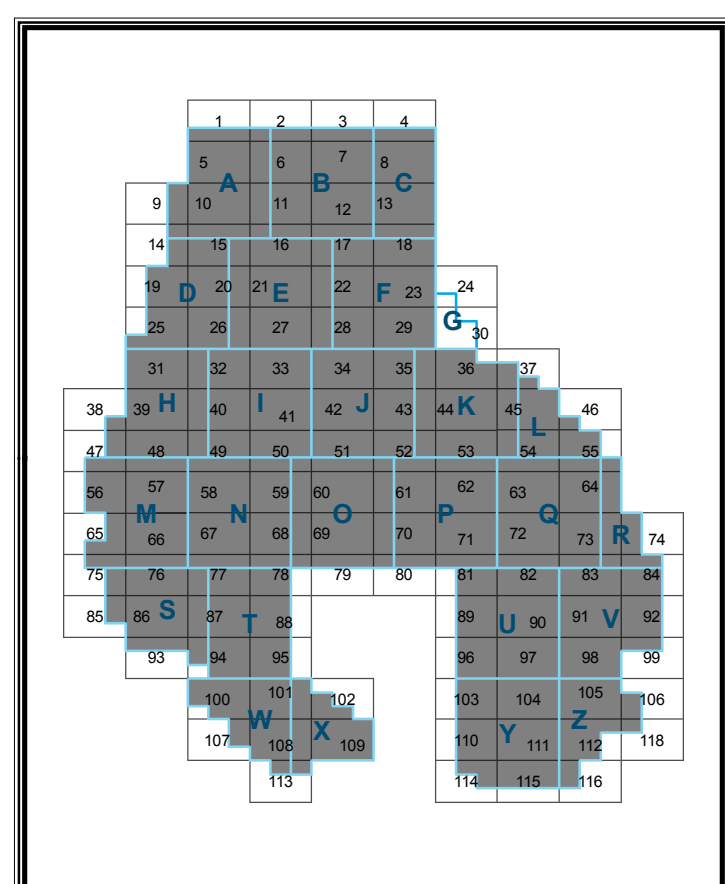 1 2 3 4
5 6 7 8
A B C
9 10 11 12 13
14 15 16 17 18
19 D 20 21 E 22 F 23 24
G
25 26 27 28 29 30
31 32 33 34 35 36 37
38 39 H 40 I 41 42 J 43 44 K 45 46
L
47 48 49 50 51 52 53 54 55
56 57 58 59 60 61 62 63 64
M N O P Q
65 66 67 68 69 70 71 72 73 R 74
75 76 77 78 79 80 81 82 83 84
85 86 S 87 T 88 89 U 90 91 V 92
93 94 95 96 97 98 99
100 101 102 103 104 105 106
W X Y Z
107 108 109 110 111 112 118
113 114 115 116